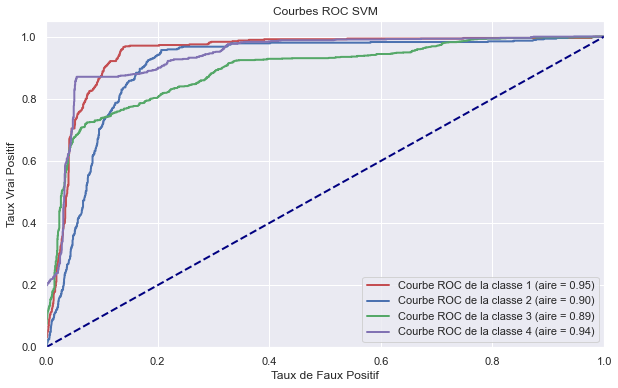 Courbes ROC SVM
Taux Vrai Positif
1.0
0.8
0.6
0.4
0.2
0.0
0.0 0.2 0.4 0.6 0.8 1.0
Taux de Faux Positif
Courbe ROC de la classe 1 (aire = 0.95)
Courbe ROC de la classe 2 (aire = 0.90)
Courbe ROC de la classe 3 (aire = 0.89)
Courbe ROC de la classe 4 (aire = 0.94)